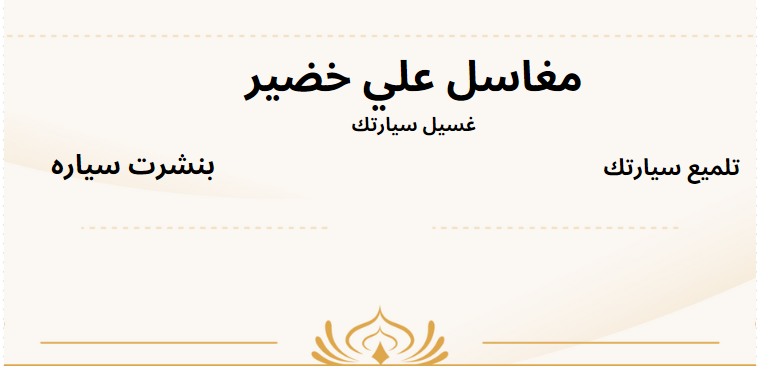 مغاسل علي خضير
غسيل سيارتك
تلميع سيارتك
بنشرت سياره